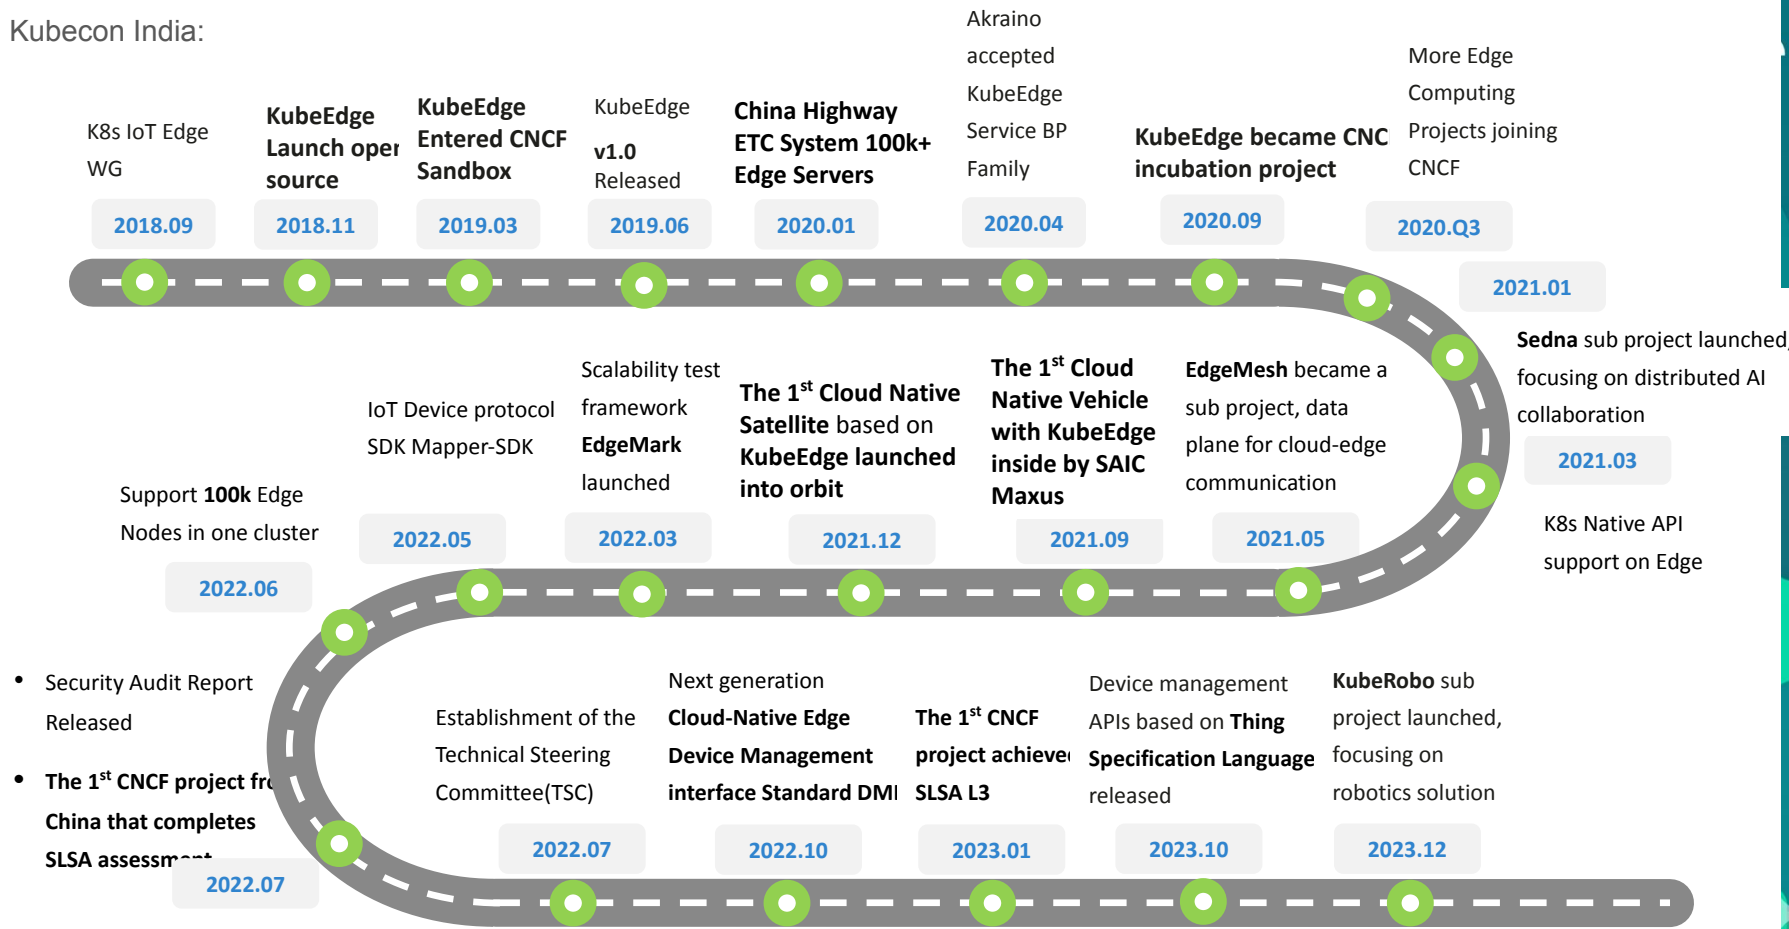 Kubecon India:
K8s IoT Edge
WG
2018.09
KubeEdge
Launch open
source
2018.11
KubeEdge
Entered CNCF
Sandbox
2019.03
KubeEdge
v1.0
Released
2019.06
China Highway
ETC System 100k+
Edge Servers
2020.01
Akraino
accepted
KubeEdge
Service BP
Family
2020.04
KubeEdge became CNC
incubation project
2020.09
More Edge
Computing
Projects joining
CNCF
2020.Q3
2021.01
Sedna sub project launched,
focusing on distributed AI
collaboration
2021.03
K8s Native API
support on Edge
EdgeMesh became a
sub project, data
plane for cloud-edge
communication
2021.05
The 1st Cloud
Native Vehicle
with KubeEdge
inside by SAIC
Maxus
2021.09
The 1st Cloud Native
Satellite based on
KubeEdge launched
into orbit
2021.12
Scalability test
framework
EdgeMark
launched
2022.03
IoT Device protocol
SDK Mapper-SDK
2022.05
Support 100k Edge
Nodes in one cluster
2022.06
• Security Audit Report
Released
• The 1st CNCF project from
China that completes
SLSA assessment
2022.07
Establishment of the
Technical Steering
Committee(TSC)
2022.07
Next generation
Cloud-Native Edge
Device Management
interface Standard DMI
2022.10
The 1st CNCF
project achieved
SLSA L3
2023.01
Device management
APIs based on Thing
Specification Language
released
2023.10
KubeRobo sub
project launched,
focusing on
robotics solution
2023.12